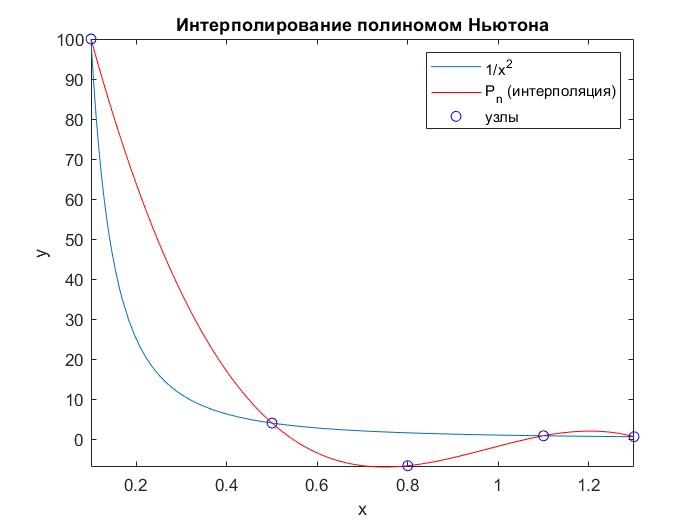 Интерполирование полиномом Ньютона
1/x²
Pₙ (интерполяция)
узлы
y
100
90
80
70
60
50
40
30
20
10
0
0.2 0.4 0.6 0.8 1 1.2
x